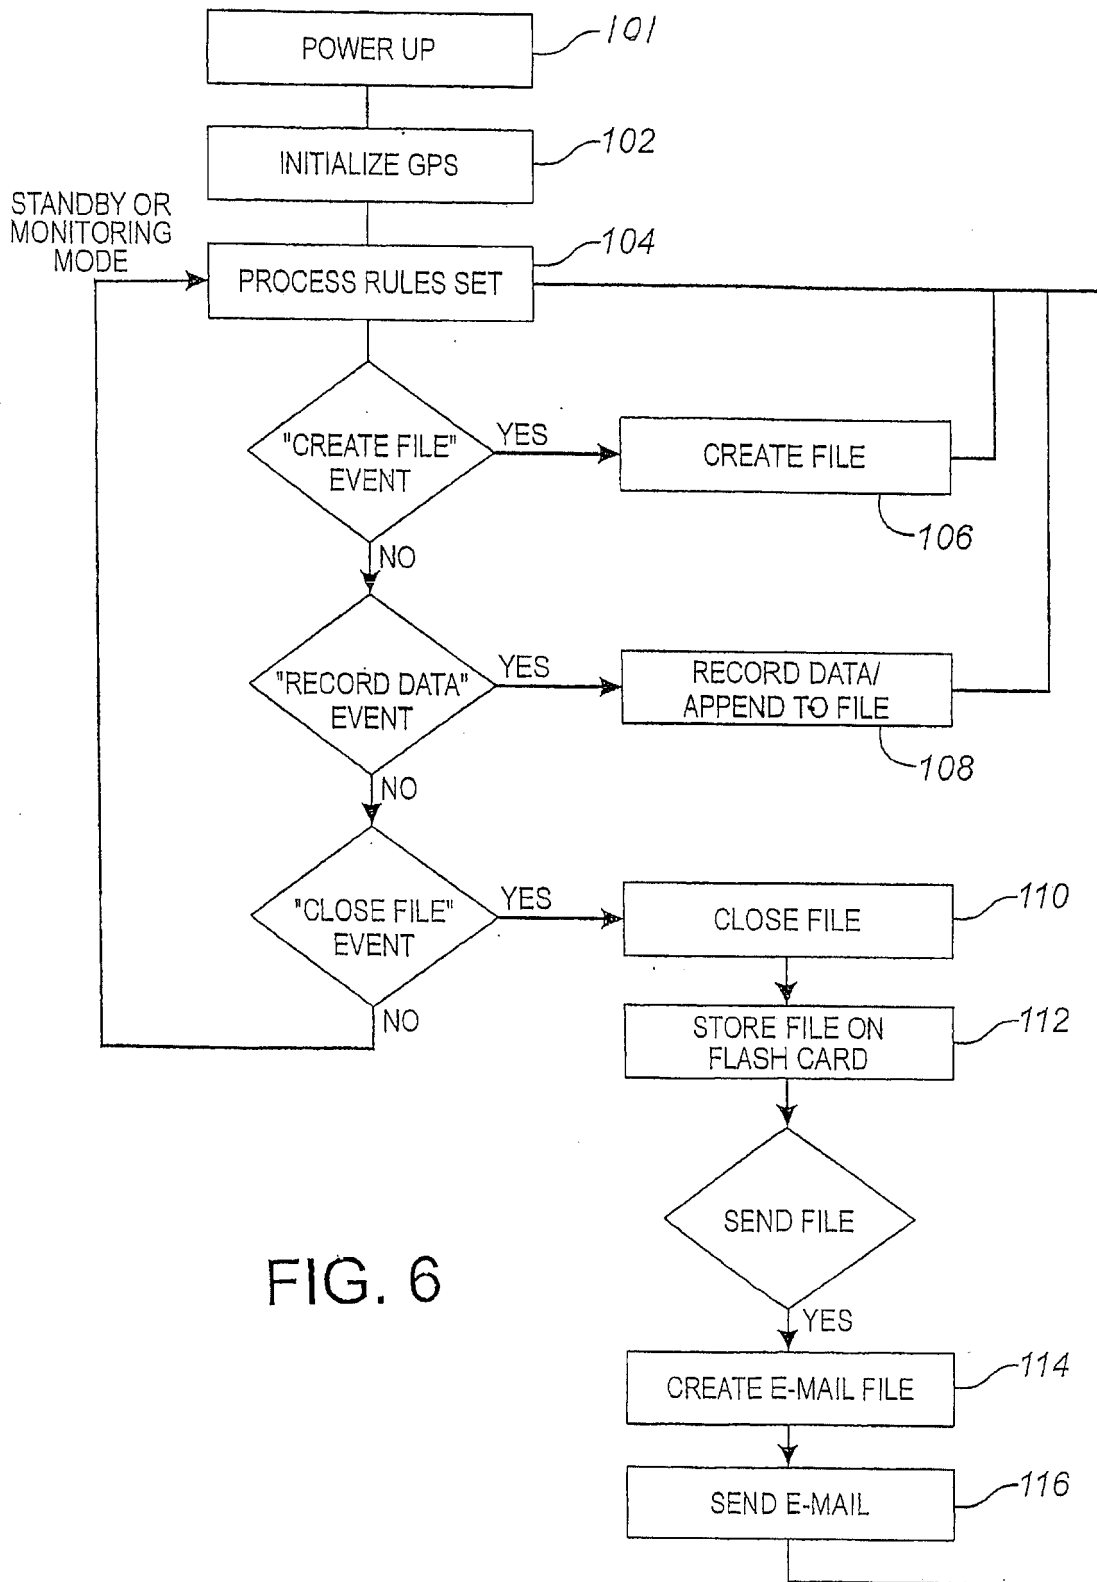 POWER UP
101
INITIALIZE GPS
102
STANDBY OR
MONITORING
MODE
PROCESS RULES SET
104
"CREATE FILE"
EVENT
YES
CREATE FILE
106
NO
"RECORD DATA"
EVENT
YES
RECORD DATA/
APPEND TO FILE
108
NO
"CLOSE FILE"
EVENT
YES
CLOSE FILE
110
NO
STORE FILE ON
FLASH CARD
112
SEND FILE
FIG. 6
YES
CREATE E-MAIL FILE
114
SEND E-MAIL
116